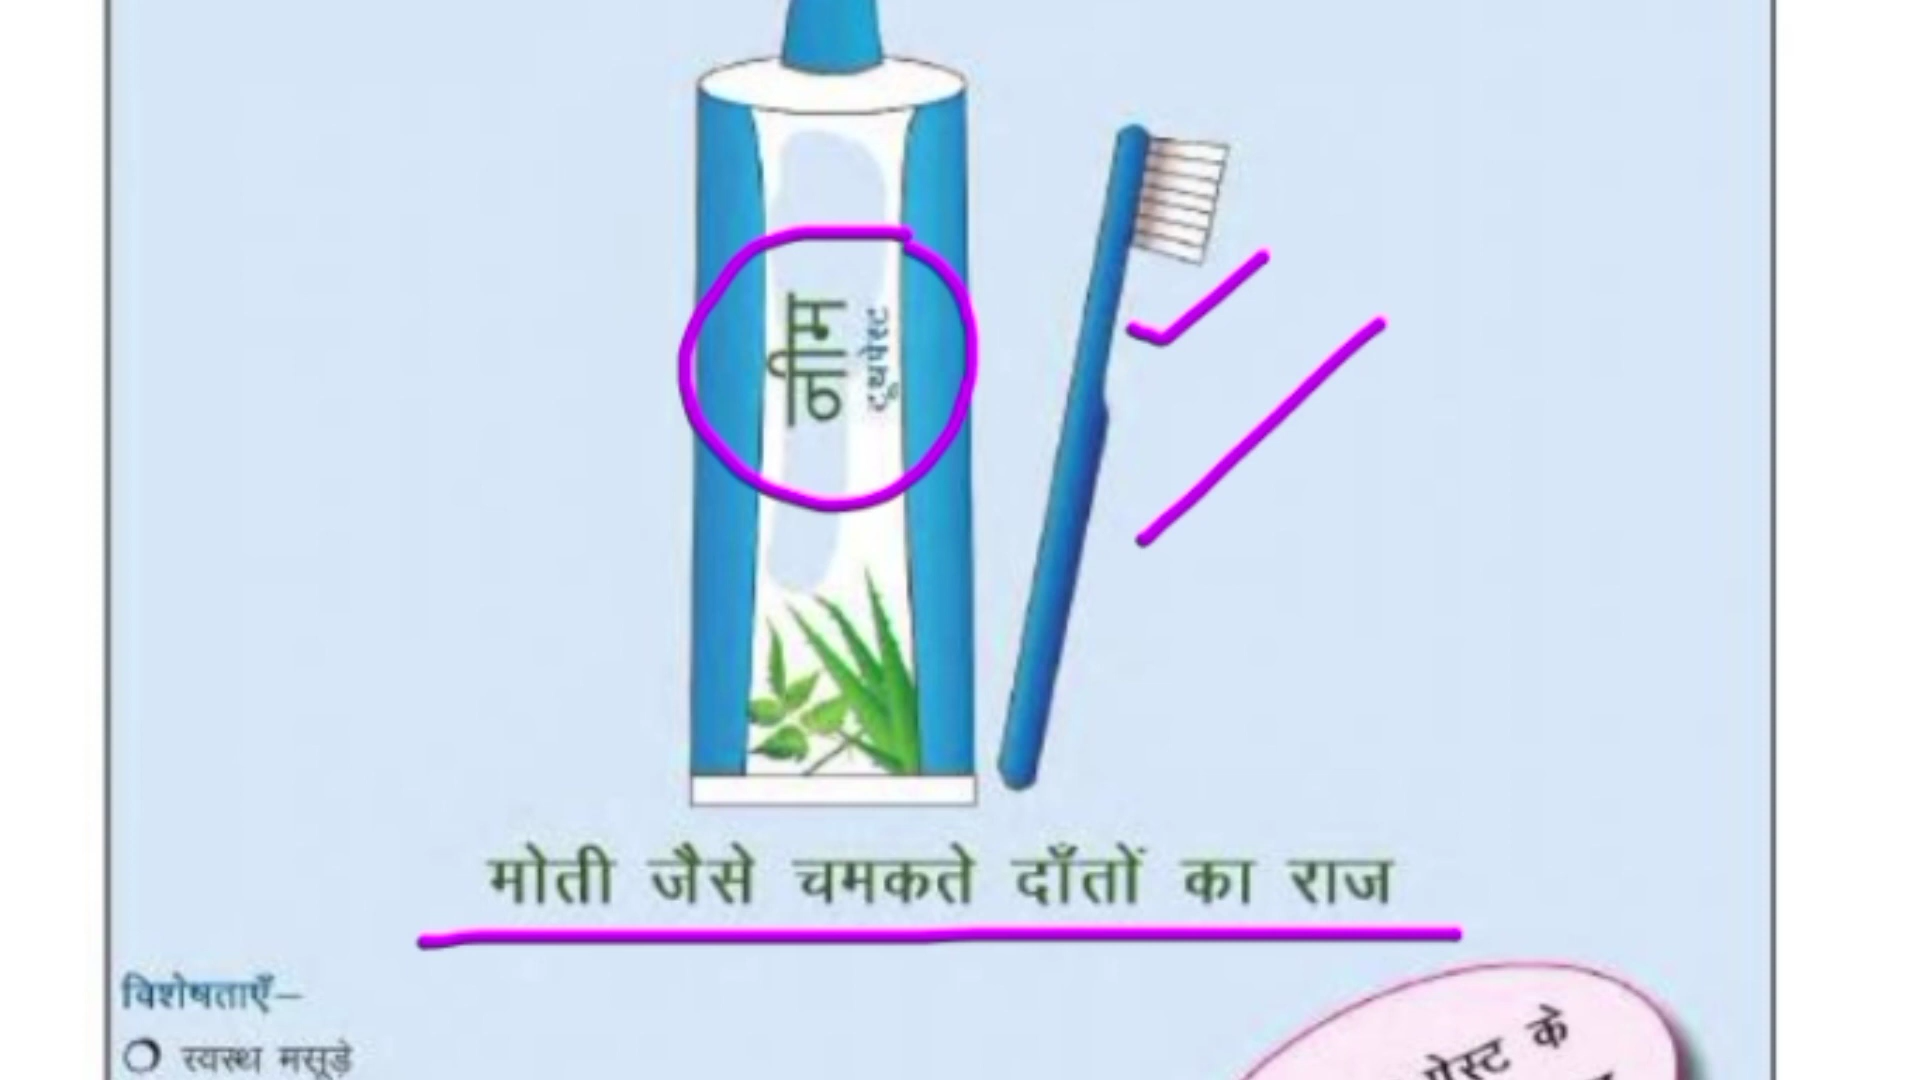 नीम
टूथपेस्ट
मोती जैसे चमकते दाँतों का राज
विशेषताएँ–
स्वस्थ मसूड़े
पेस्ट के